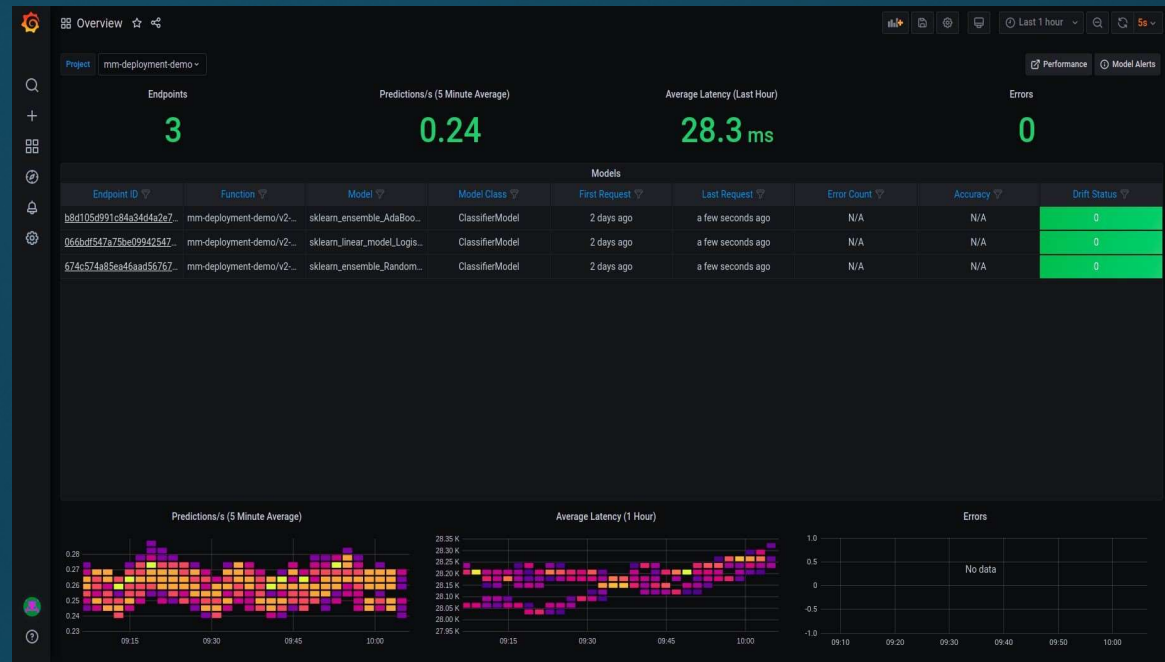 Overview
Last 1 hour
5s
Project mm-deployment-demo
Performance
Model Alerts
Endpoints
3
Predictions/s (5 Minute Average)
0.24
Average Latency (Last Hour)
28.3 ms
Errors
0
Models
Endpoint ID Function Model Model Class First Request Last Request Error Count Accuracy Drift Status
b8d105d991c84a34d4a2e7... mm-deployment-demo/v2-... sklearn_ensemble_AdaBoo... ClassifierModel 2 days ago a few seconds ago N/A N/A 0
066bdf547a75be09942547... mm-deployment-demo/v2-... sklearn_linear_model_Logis... ClassifierModel 2 days ago a few seconds ago N/A N/A 0
674c574a85ea46aad56767... mm-deployment-demo/v2-... sklearn_ensemble_Random... ClassifierModel 2 days ago a few seconds ago N/A N/A 0
Predictions/s (5 Minute Average)
0.28
0.27
0.26
0.25
0.24
0.23
09:15 09:30 09:45 10:00
Average Latency (1 Hour)
28.35 K
28.30 K
28.25 K
28.20 K
28.15 K
28.10 K
28.05 K
28.00 K
27.95 K
09:15 09:30 09:45 10:00
Errors
1.0
0.5
0
-0.5
-1.0
No data
09:10 09:20 09:30 09:40 09:50 10:00